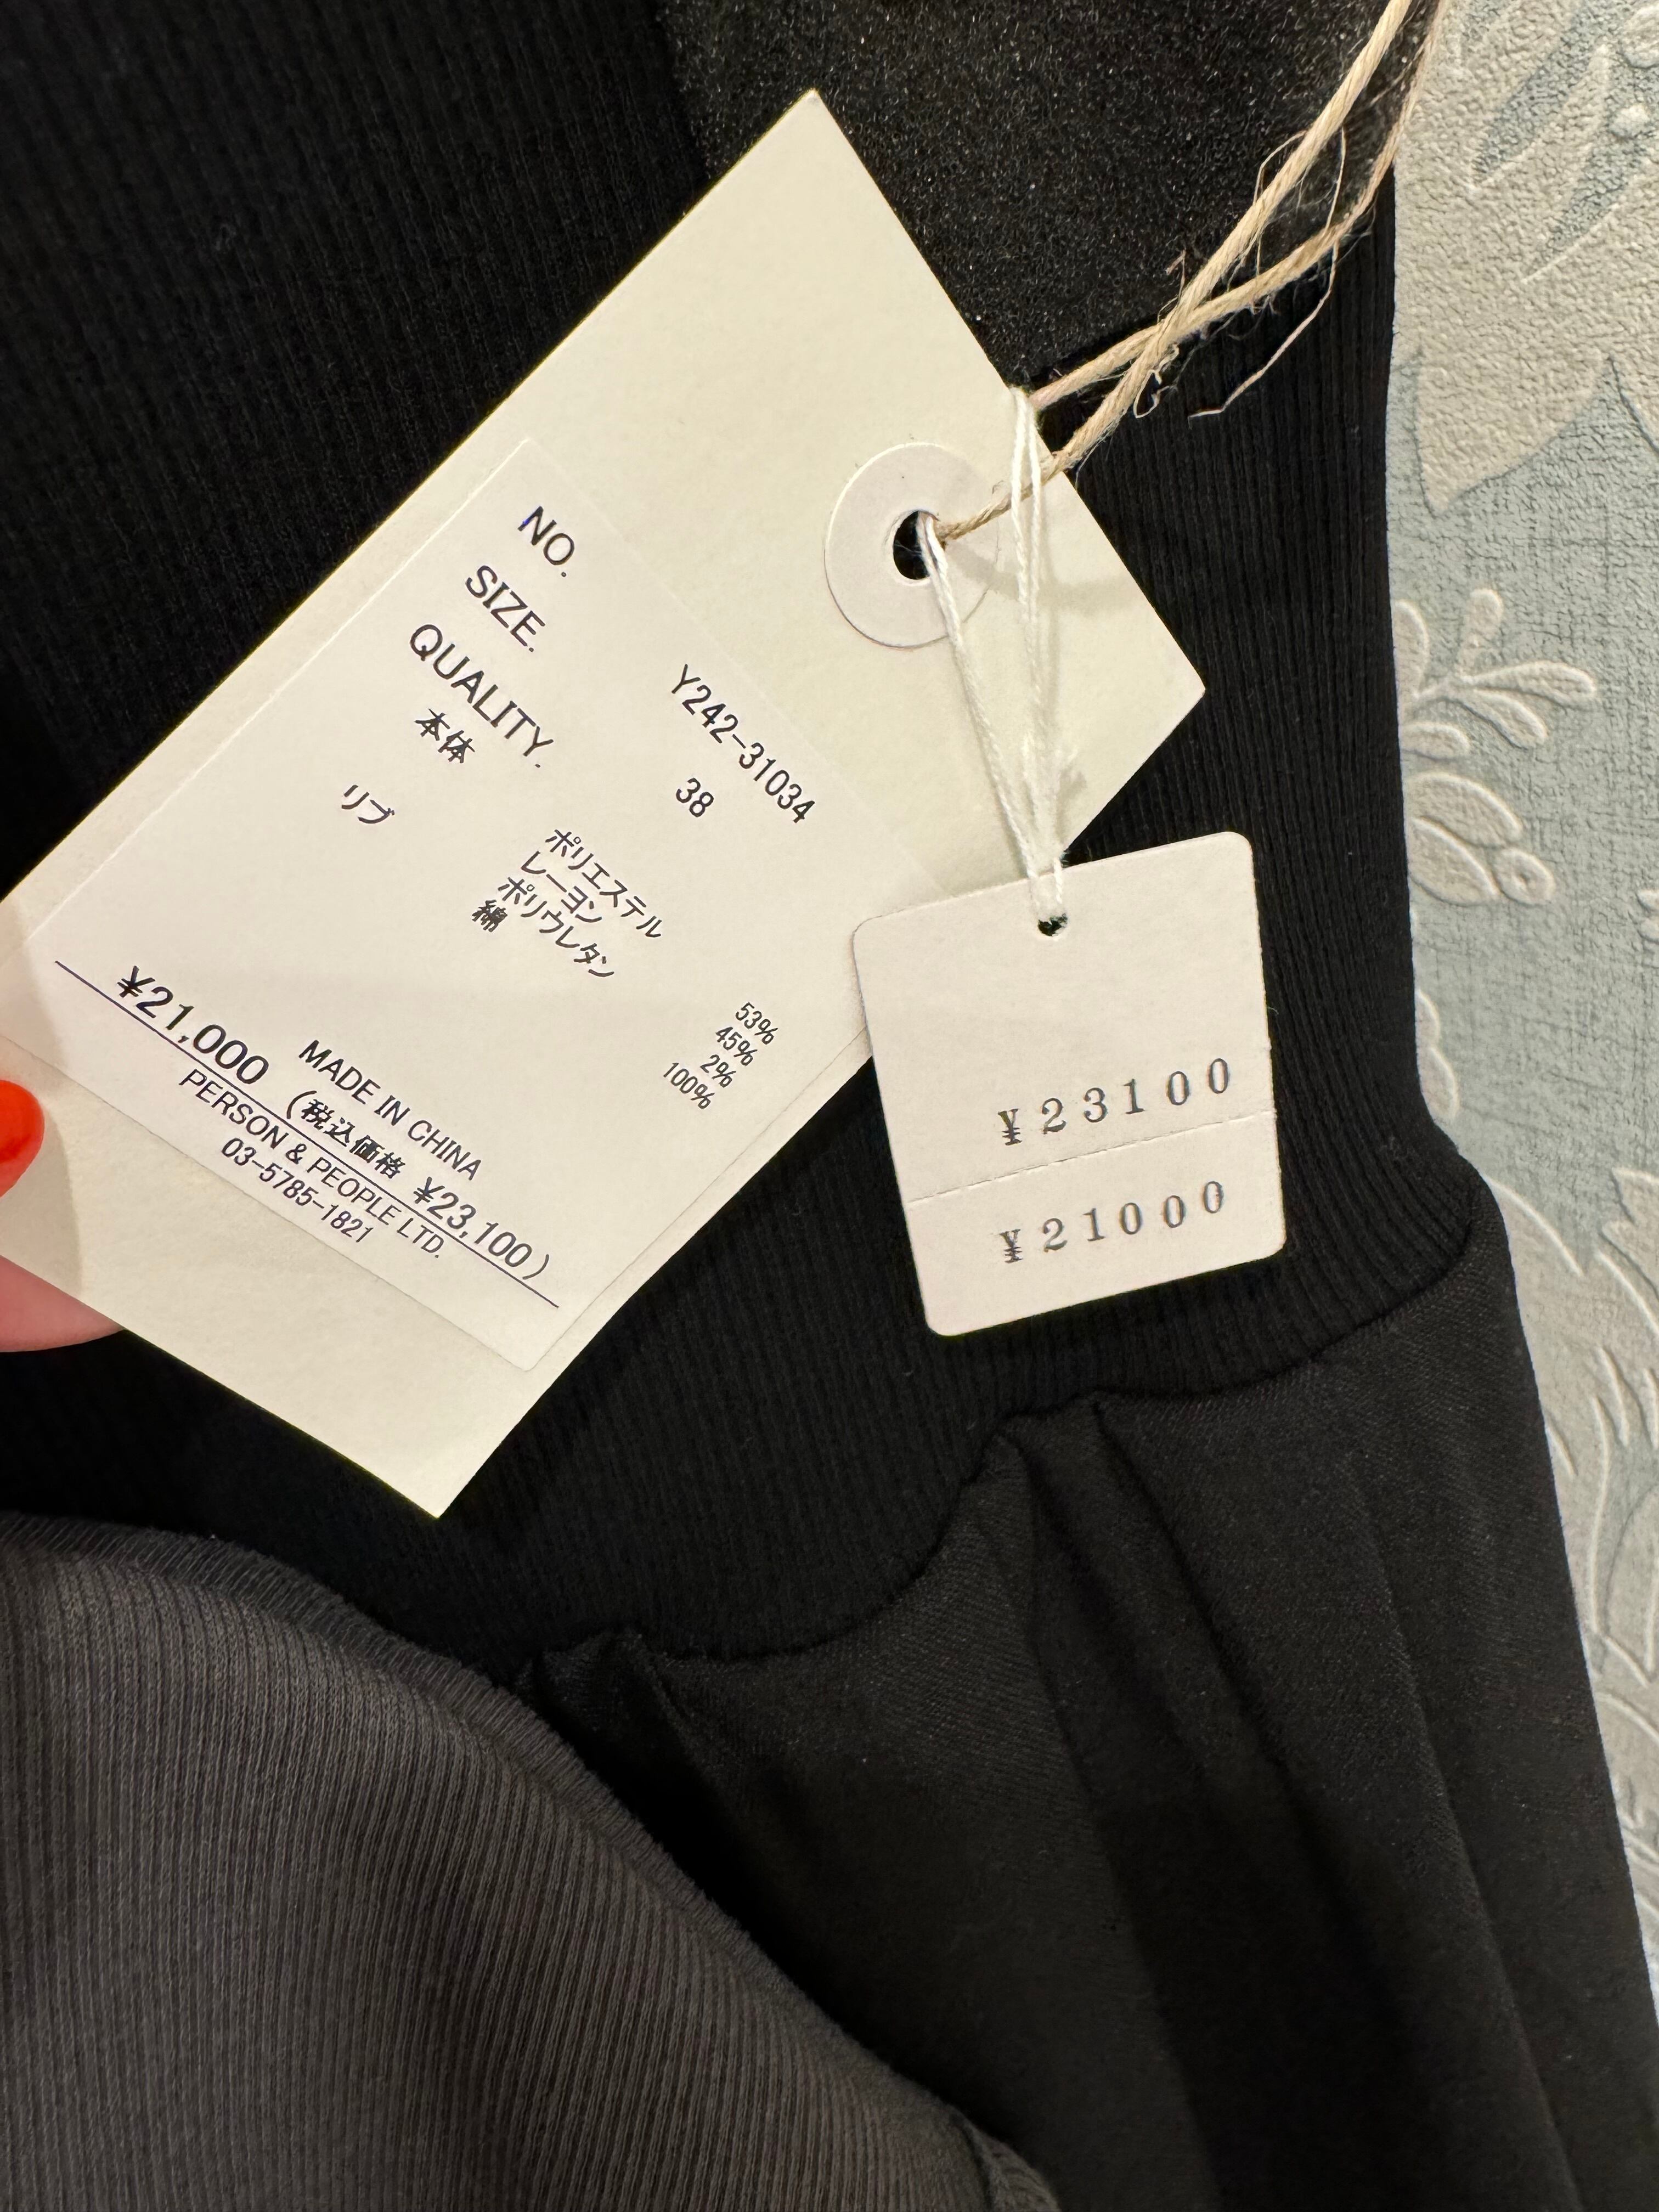 NO. Y242-31034
SIZE. 38
QUALITY.
本体 ポリエステル 53%
レーヨン 45%
ポリウレタン 2%
リブ 綿 100%
MADE IN CHINA
¥21,000 (税込価格 ¥23,100)
PERSON & PEOPLE LTD.
03-5785-1821
¥23100
¥21000